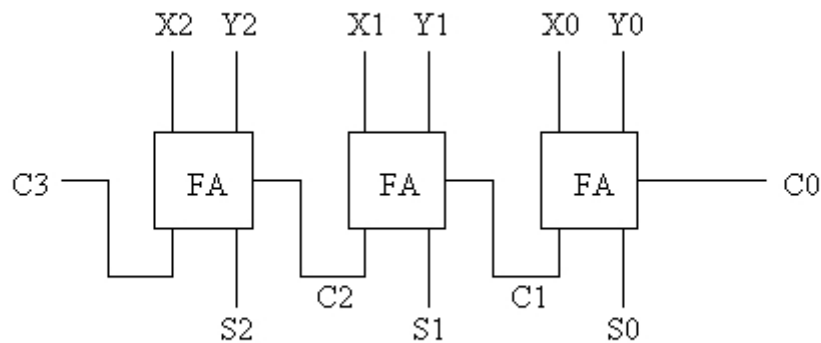 X2 Y2 X1 Y1 X0 Y0
C3 FA FA FA C0
C2 C1
S2 S1 S0